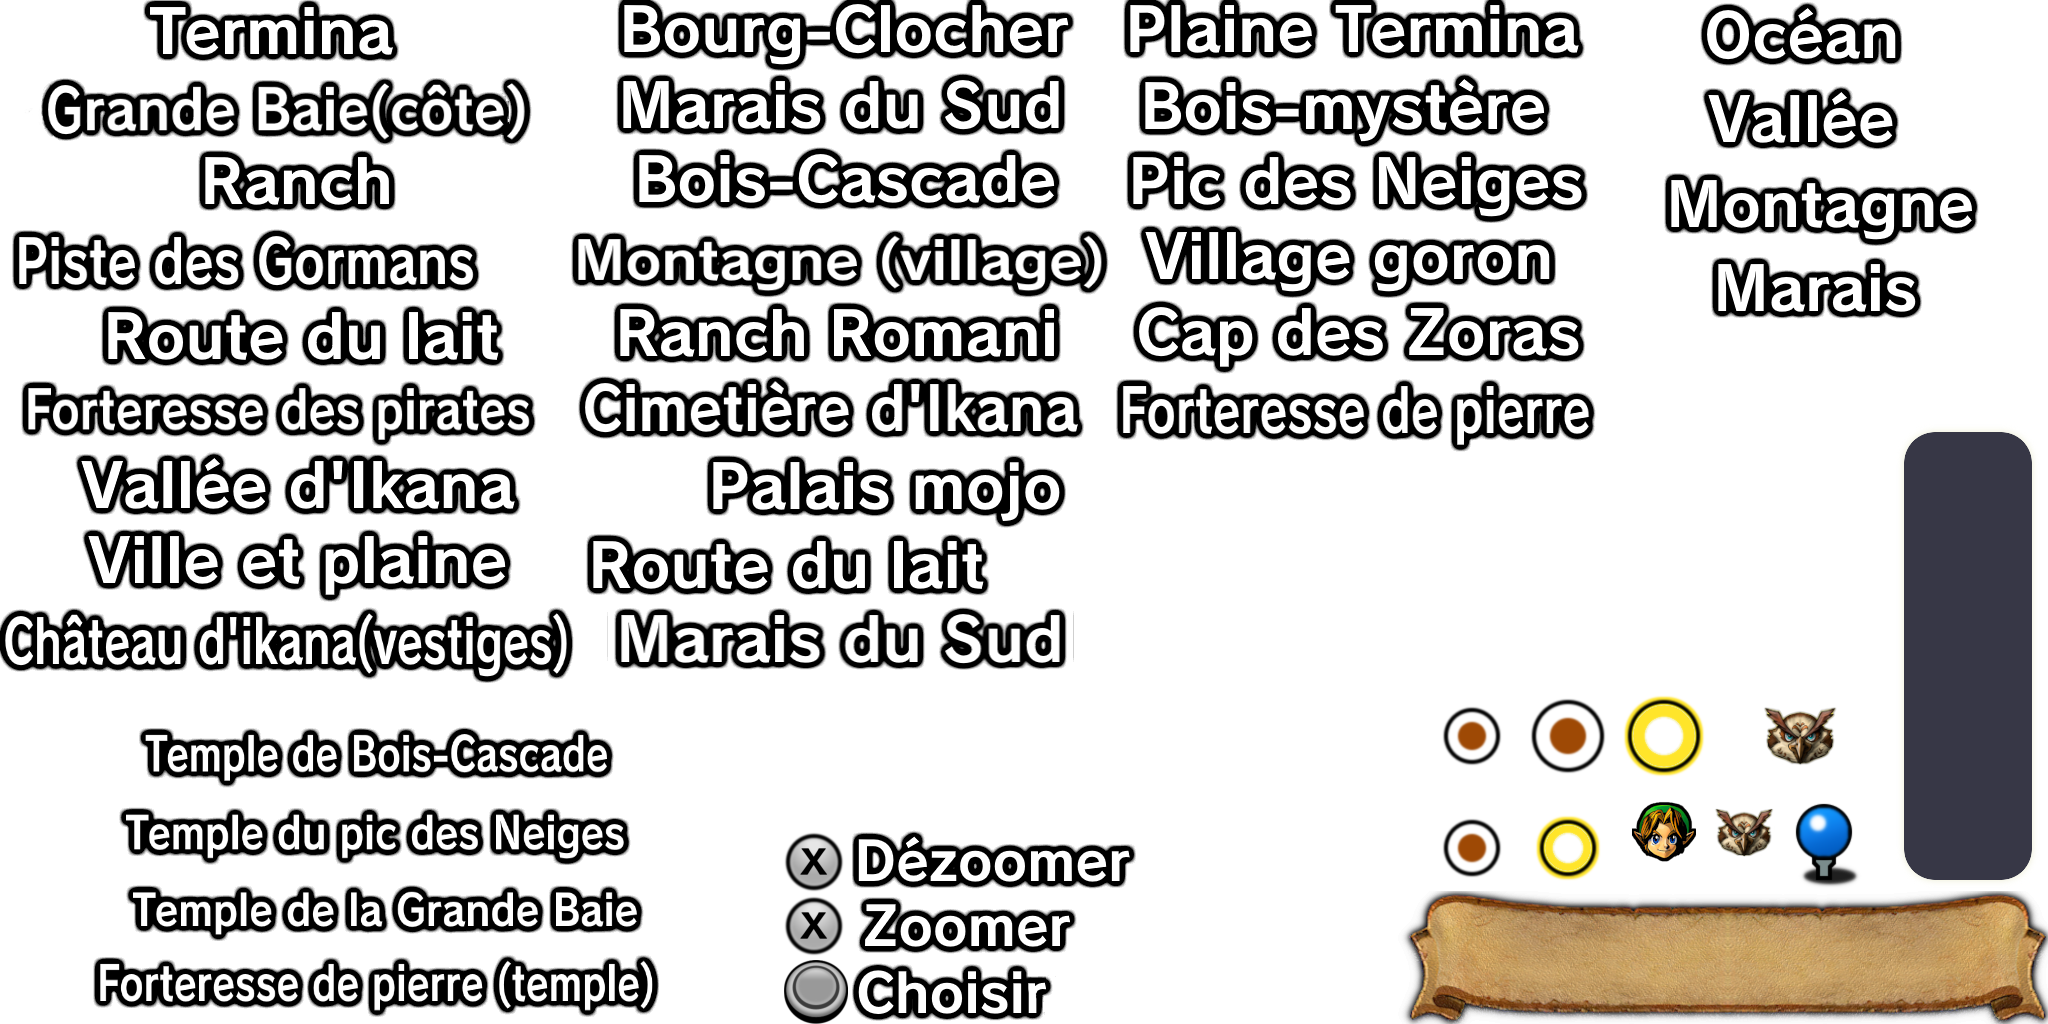 Termina
Grande Baie(côte)
Ranch
Piste des Gormans
Route du lait
Forteresse des pirates
Vallée d'Ikana
Ville et plaine
Château d'ikana(vestiges)
Bourg-Clocher
Marais du Sud
Bois-Cascade
Montagne (village)
Ranch Romani
Cimetière d'Ikana
Palais mojo
Route du lait
Marais du Sud
Plaine Termina
Bois-mystère
Pic des Neiges
Village goron
Cap des Zoras
Forteresse de pierre
Océan
Vallée
Montagne
Marais
Temple de Bois-Cascade
Temple du pic des Neiges
Temple de la Grande Baie
Forteresse de pierre (temple)
X Dézoomer
X Zoomer
Choisir